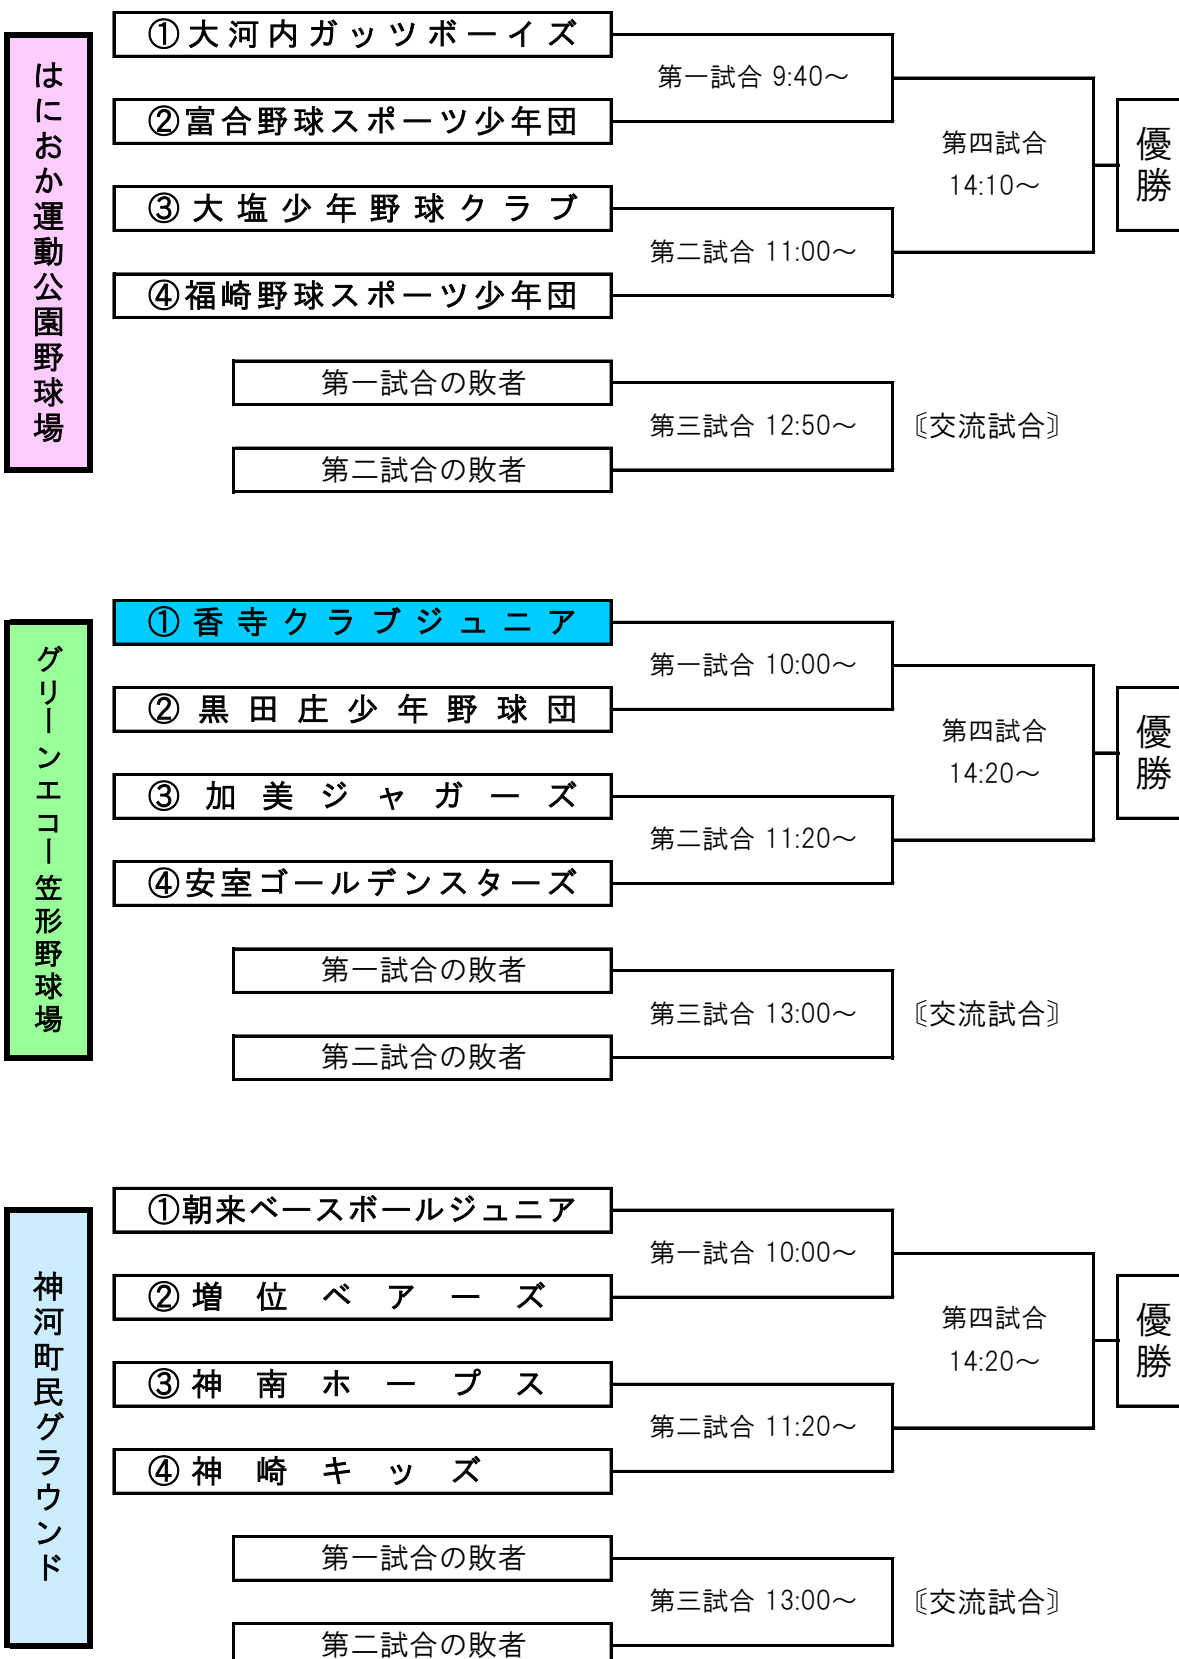 はにおか運動公園野球場
①大河内ガッツボーイズ
第一試合 9:40～
②富合野球スポーツ少年団
第四試合
14:10～
優勝
③大塩少年野球クラブ
第二試合 11:00～
④福崎野球スポーツ少年団
第一試合の敗者
第三試合 12:50～
〔交流試合〕
第二試合の敗者
グリーンエコー笠形野球場
①香寺クラブジュニア
第一試合 10:00～
②黒田庄少年野球団
第四試合
14:20～
優勝
③加美ジャガーズ
第二試合 11:20～
④安室ゴールデンスターズ
第一試合の敗者
第三試合 13:00～
〔交流試合〕
第二試合の敗者
神河町民グラウンド
①朝来ベースボールジュニア
第一試合 10:00～
②増位ベアーズ
第四試合
14:20～
優勝
③神南ホープス
第二試合 11:20～
④神崎キッズ
第一試合の敗者
第三試合 13:00～
〔交流試合〕
第二試合の敗者